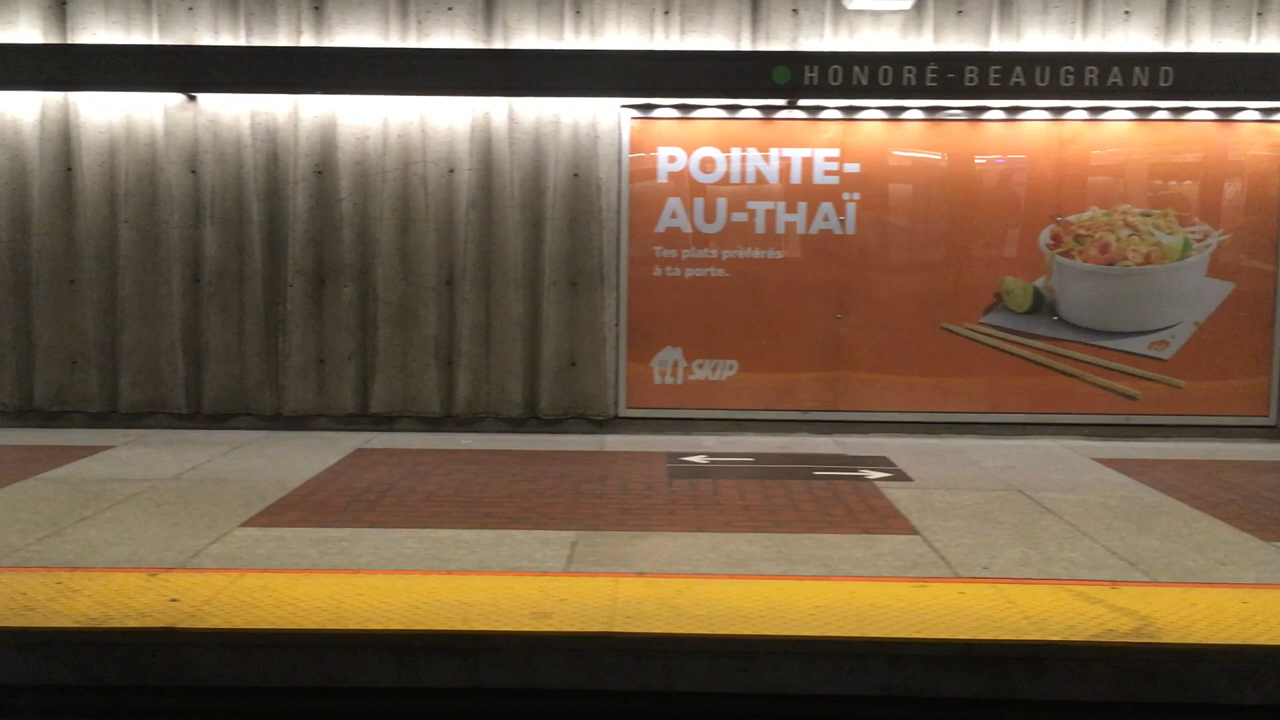 HONORÉ-BEAUGRAND
POINTE-
AU-THAÏ
Tes plats préférés
à ta porte.
SKIP